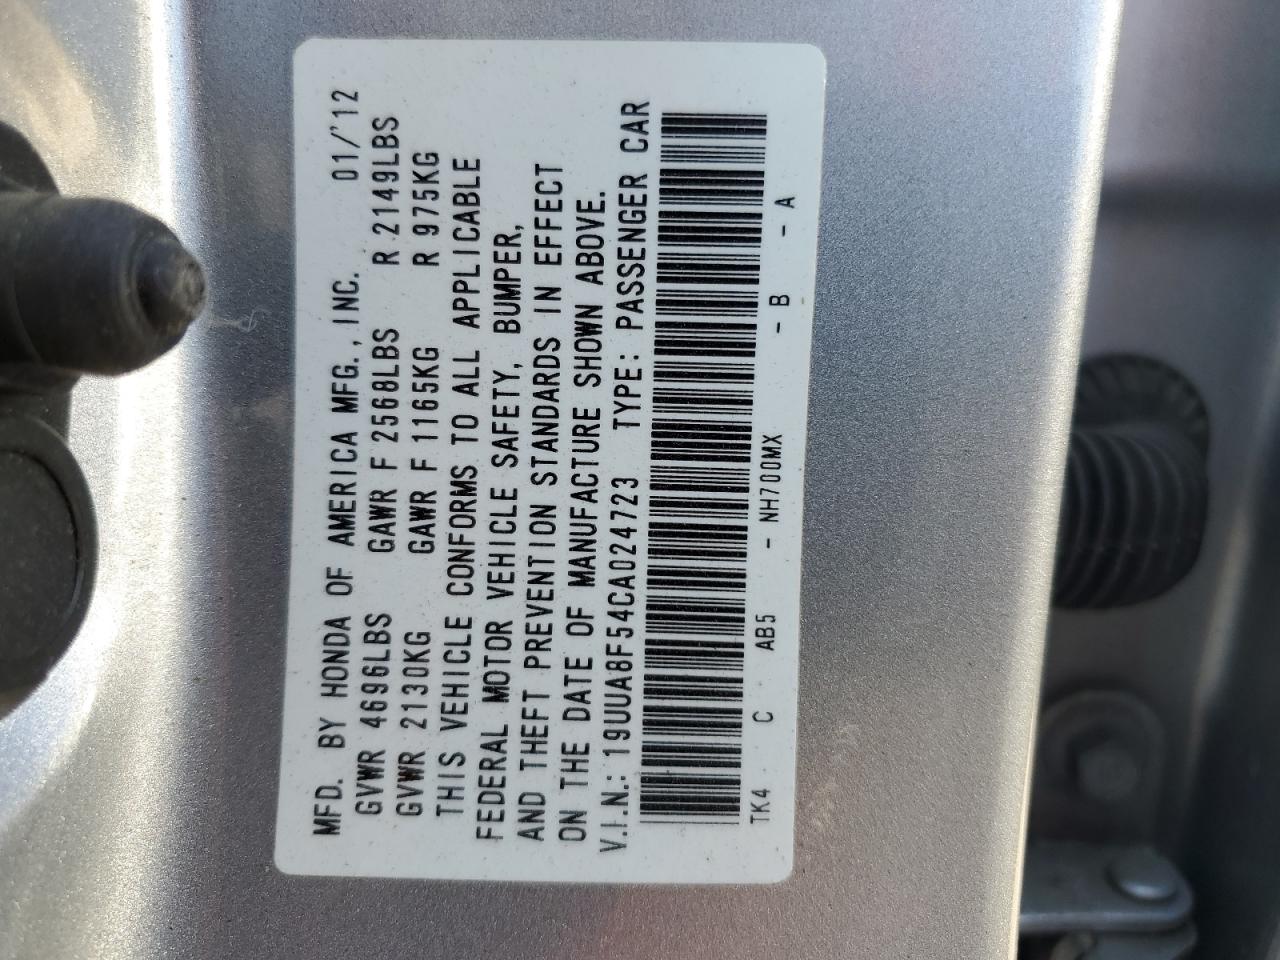 MFD. BY HONDA OF AMERICA MFG., INC. 01/'12
GVWR 4696LBS GAWR F 2568LBS R 2149LBS
GVWR 2130KG GAWR F 1165KG R 975KG
THIS VEHICLE CONFORMS TO ALL APPLICABLE
FEDERAL MOTOR VEHICLE SAFETY, BUMPER,
AND THEFT PREVENTION STANDARDS IN EFFECT
ON THE DATE OF MANUFACTURE SHOWN ABOVE.
V.I.N.: 19UUA8F54CA024723 TYPE: PASSENGER CAR
TK4 C AB5 - NH700MX - B - A